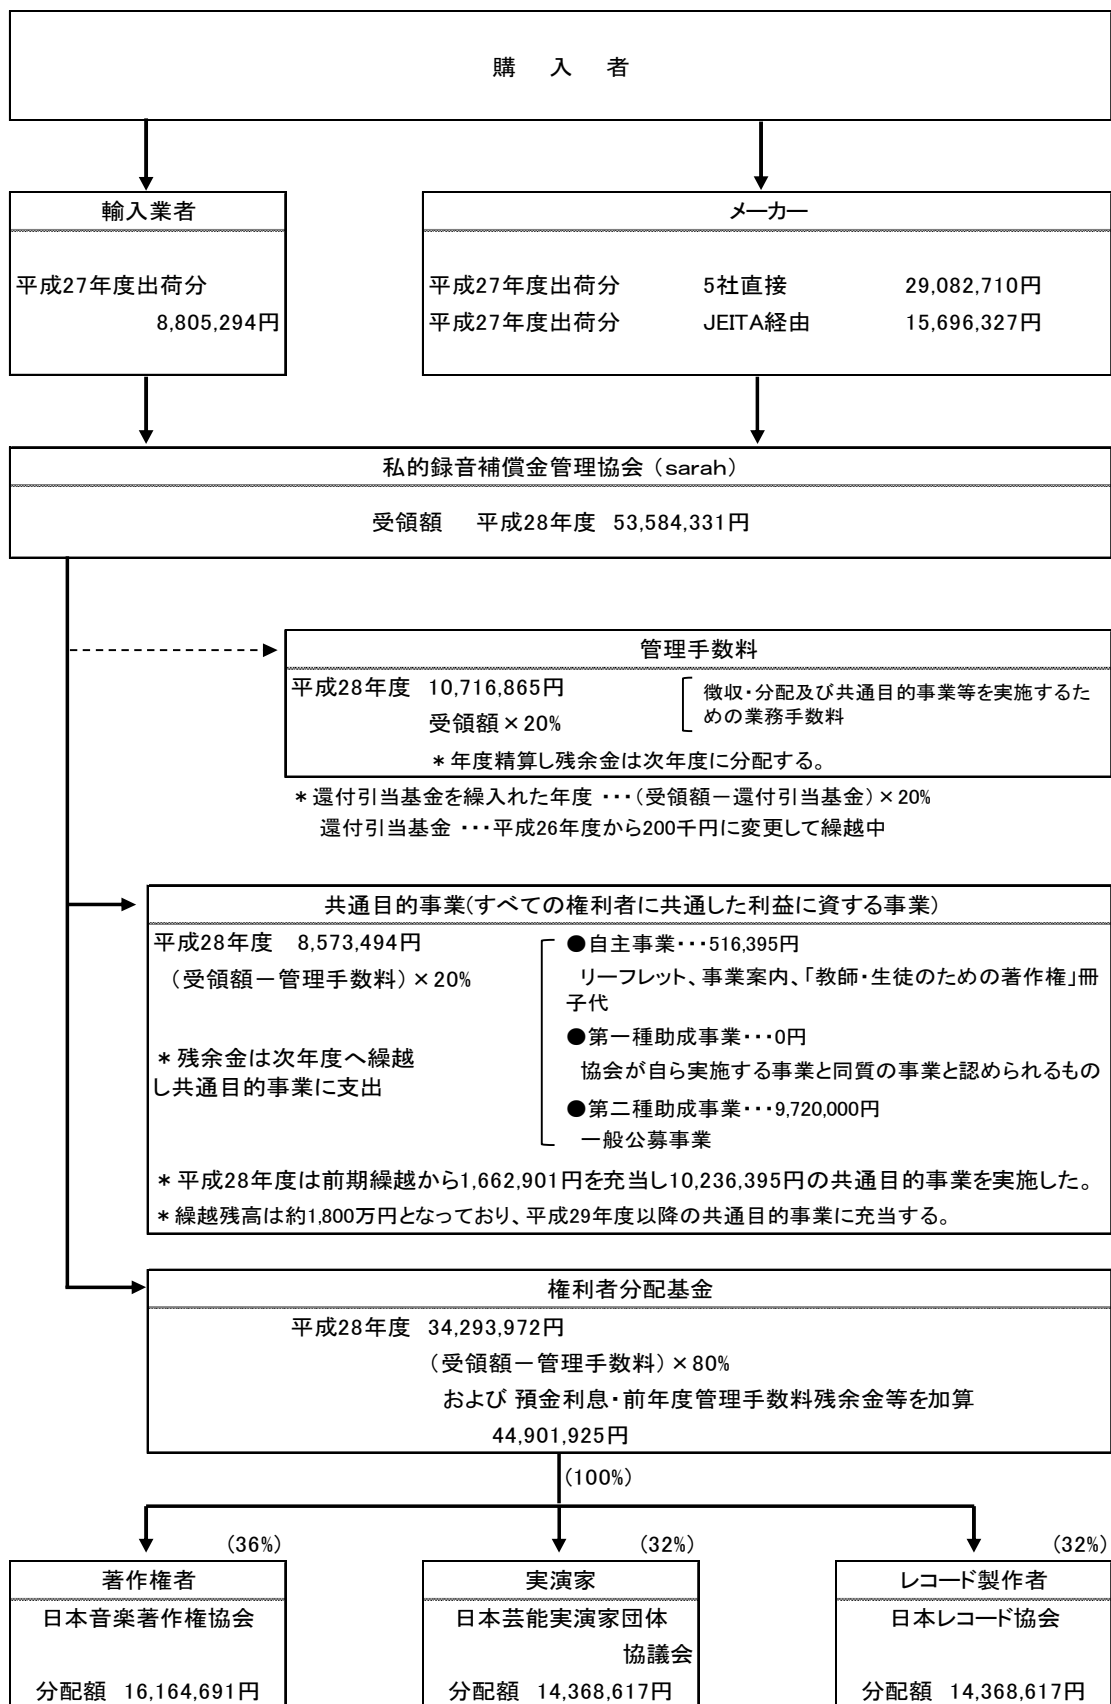 購　入　者
輸入業者
平成27年度出荷分
8,805,294円
メーカー
平成27年度出荷分　5社直接　29,082,710円
平成27年度出荷分　JEITA経由　15,696,327円
私的録音補償金管理協会（sarah）
受領額　平成28年度　53,584,331円
管理手数料
平成28年度　10,716,865円
受領額×20%
徴収・分配及び共通目的事業等を実施するた
めの業務手数料
＊年度精算し残余金は次年度に分配する。
＊還付引当基金を繰入れた年度 ・・・（受領額－還付引当基金）×20%
還付引当基金 ・・・平成26年度から200千円に変更して繰越中
共通目的事業(すべての権利者に共通した利益に資する事業)
平成28年度　8,573,494円
（受領額－管理手数料）×20%
＊残余金は次年度へ繰越
し共通目的事業に支出
●自主事業・・・516,395円
リーフレット、事業案内、「教師・生徒のための著作権」冊
子代
●第一種助成事業・・・0円
協会が自ら実施する事業と同質の事業と認められるもの
●第二種助成事業・・・9,720,000円
一般公募事業
＊平成28年度は前期繰越から1,662,901円を充当し10,236,395円の共通目的事業を実施した。
＊繰越残高は約1,800万円となっており、平成29年度以降の共通目的事業に充当する。
権利者分配基金
平成28年度　34,293,972円
（受領額－管理手数料）×80%
および 預金利息・前年度管理手数料残余金等を加算
44,901,925円
(100%)
(36%)
著作権者
日本音楽著作権協会
分配額　16,164,691円
(32%)
実演家
日本芸能実演家団体
協議会
分配額　14,368,617円
(32%)
レコード製作者
日本レコード協会
分配額　14,368,617円